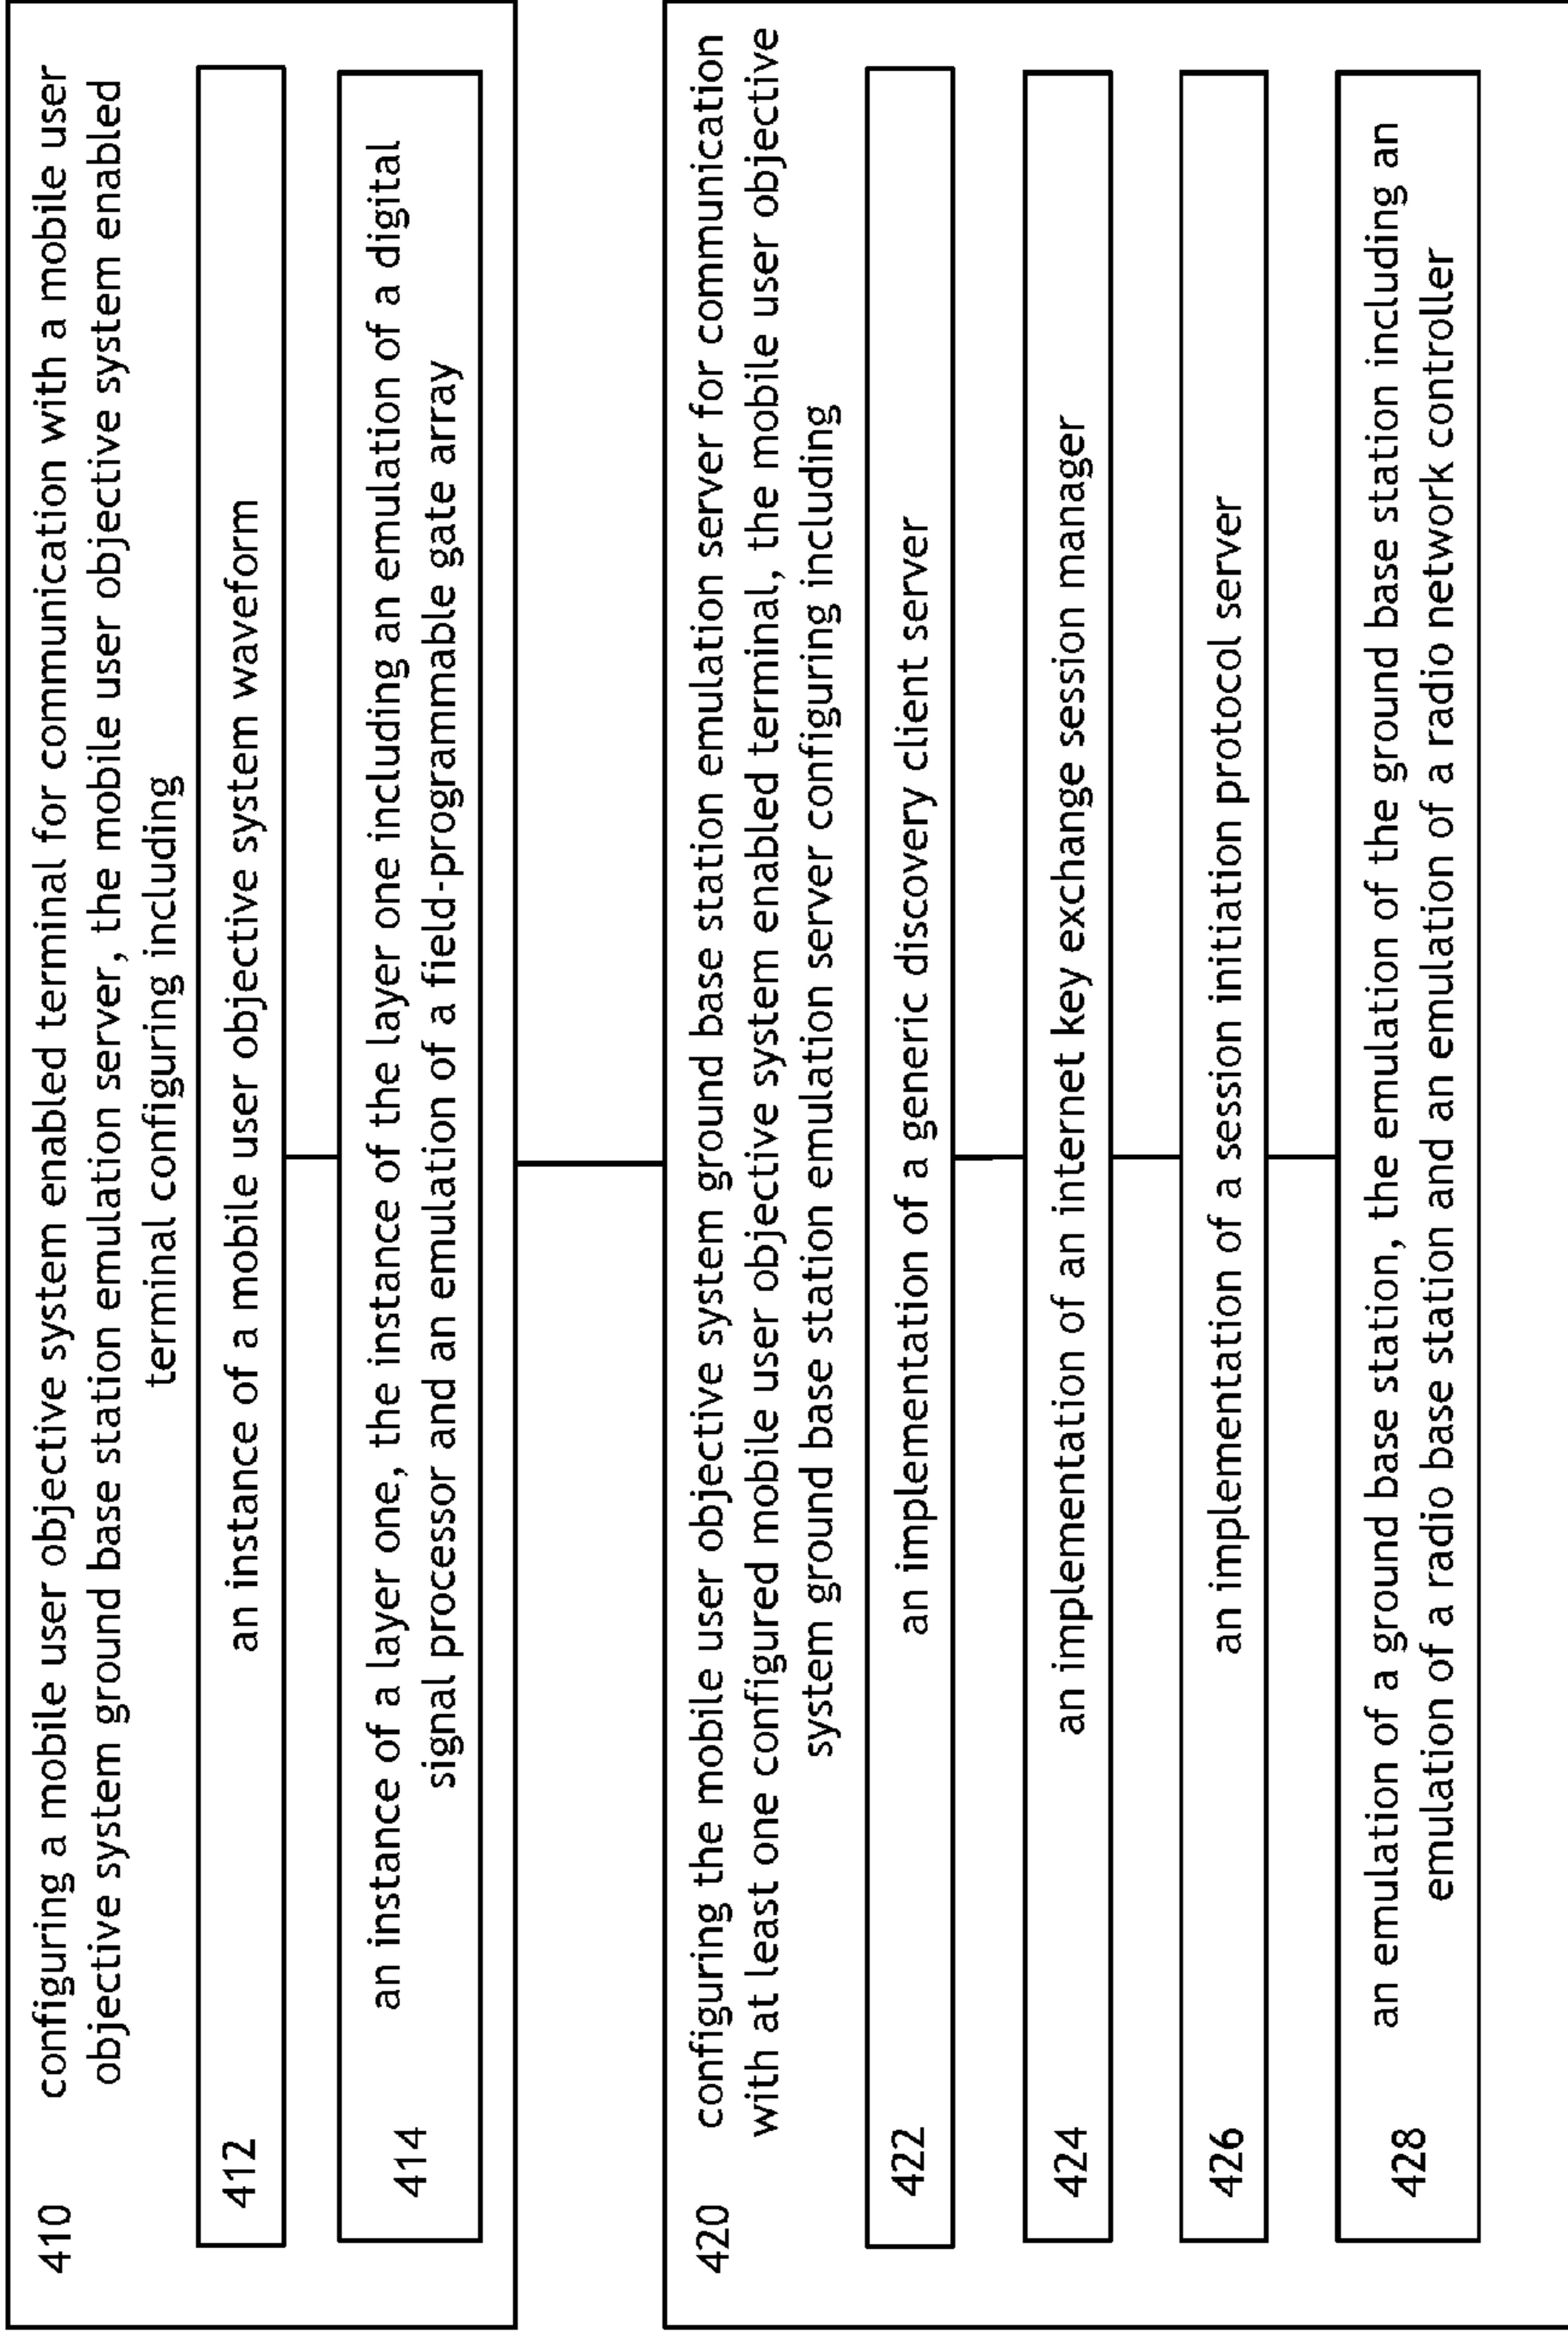 410 configuring a mobile user objective system enabled terminal for communication with a mobile user
objective system ground base station emulation server, the mobile user objective system enabled
terminal configuring including
412 an instance of a mobile user objective system waveform
414 an instance of a layer one, the instance of the layer one including an emulation of a digital
signal processor and an emulation of a field-programmable gate array
420 configuring the mobile user objective system ground base station emulation server for communication
with at least one configured mobile user objective system enabled terminal, the mobile user objective
system ground base station emulation server configuring including
422 an implementation of a generic discovery client server
424 an implementation of an internet key exchange session manager
426 an implementation of a session initiation protocol server
428 an emulation of a ground base station, the emulation of the ground base station including an
emulation of a radio base station and an emulation of a radio network controller